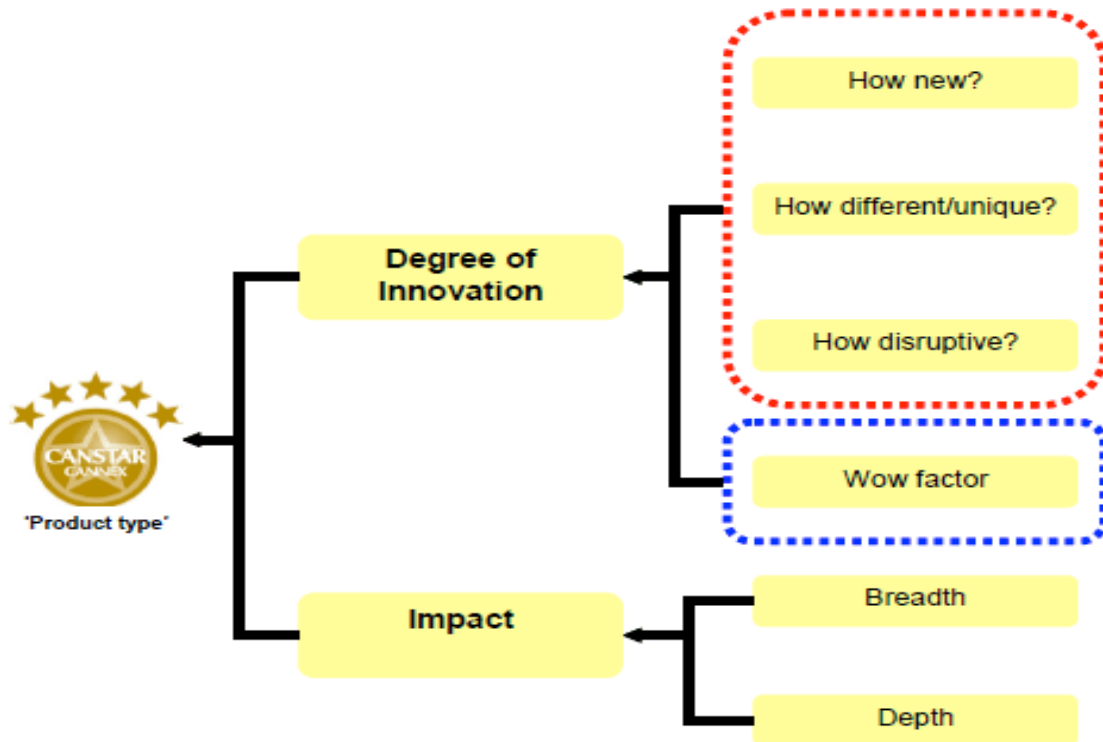 How new?
How different/unique?
Degree of
Innovation
How disruptive?
CANSTAR
CANNEX
'Product type'
Wow factor
Breadth
Impact
Depth